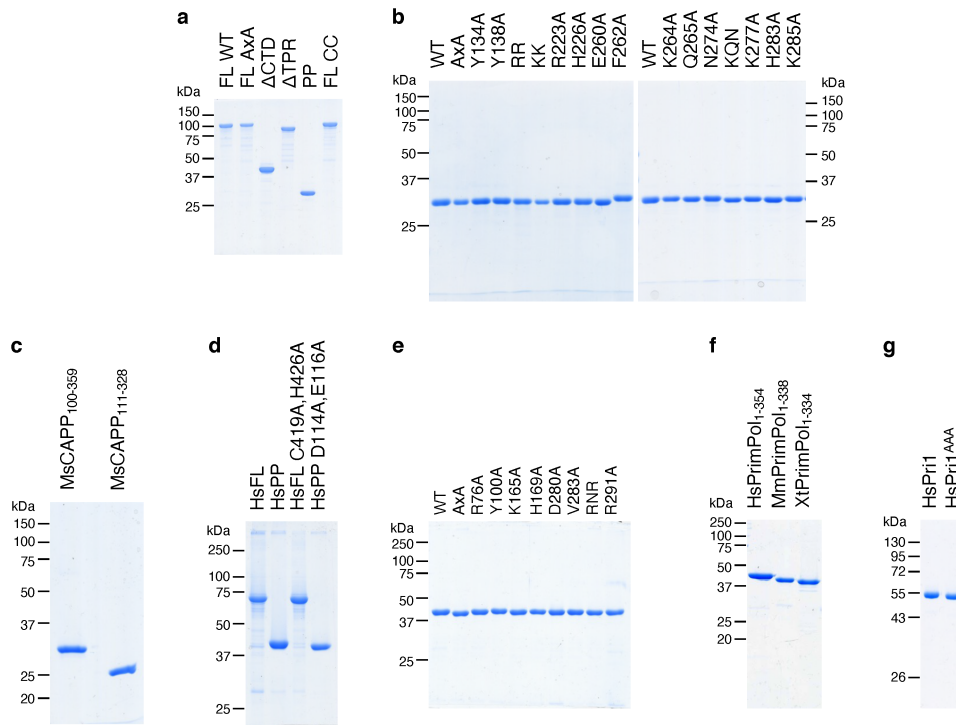 a
FL WT
FL AxA
ΔCTD
ΔTPR
PP
FL CC
kDa
150
100
75
50
37
25
b
WT
AxA
Y134A
Y138A
RR
KK
R223A
H226A
E260A
F262A
WT
K264A
Q265A
N274A
KQN
K277A
H283A
K285A
kDa
150
100
75
50
37
25
kDa
150
100
75
50
37
25
c
MsCAPP100-359
MsCAPP111-328
kDa
150
100
75
50
37
25
20
d
HsFL
HsPP
HsFL C419A,H426A
HsPP D114A,E116A
kDa
250
100
75
50
37
25
e
WT
AxA
R76A
Y100A
K165A
H169A
D280A
V283A
RNR
R291A
kDa
250
100
75
50
37
25
f
HsPrimPol1-354
MmPrimPol1-338
XtPrimPol1-334
kDa
250
100
75
50
37
25
20
g
HsPri1
HsPri1AAA
kDa
130
95
72
55
43
26